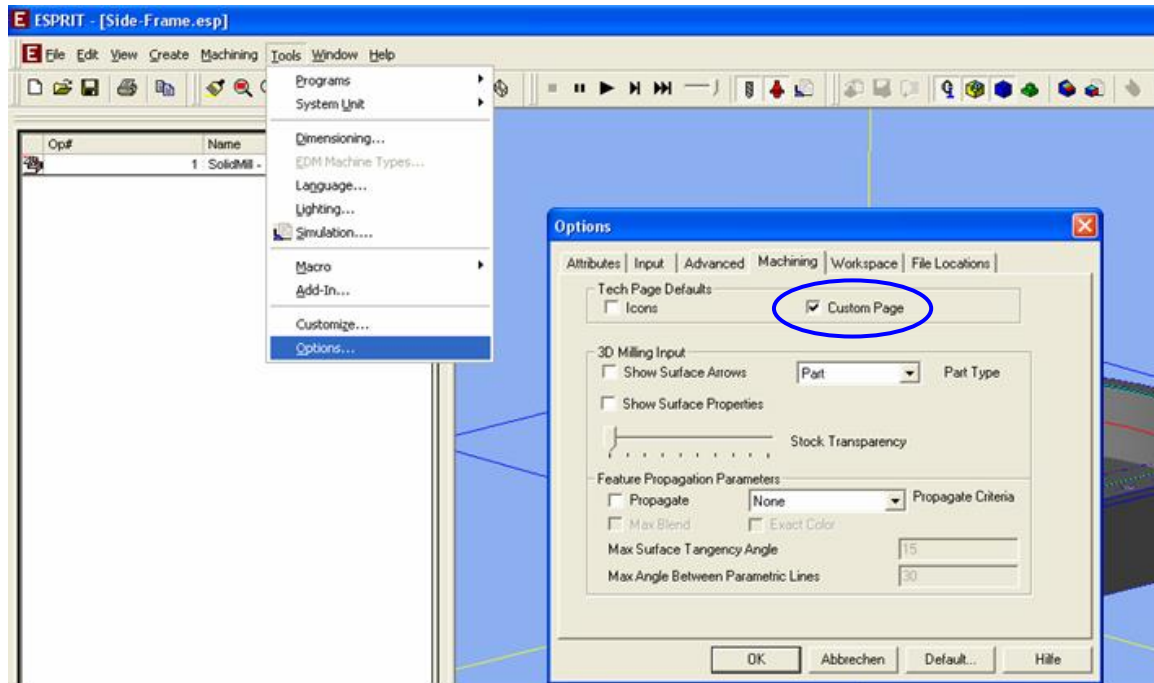 ESPRIT - [Side-Frame.esp]
File Edit View Create Machining Tools Window Help
Programs
System Unit
Dimensioning...
EDM Machine Types...
Language...
Lighting...
Simulation....
Macro
Add-In...
Customize...
Options...
Op# Name
1 SolidMill -
Options
Attributes Input Advanced Machining Workspace File Locations
Tech Page Defaults
Icons Custom Page
3D Milling Input
Show Surface Arrows Part Part Type
Show Surface Properties
Stock Transparency
Feature Propagation Parameters
Propagate None Propagate Criteria
Max Blend Exact Color
Max Surface Tangency Angle 15
Max Angle Between Parametric Lines 30
OK Abbrechen Default... Hilfe